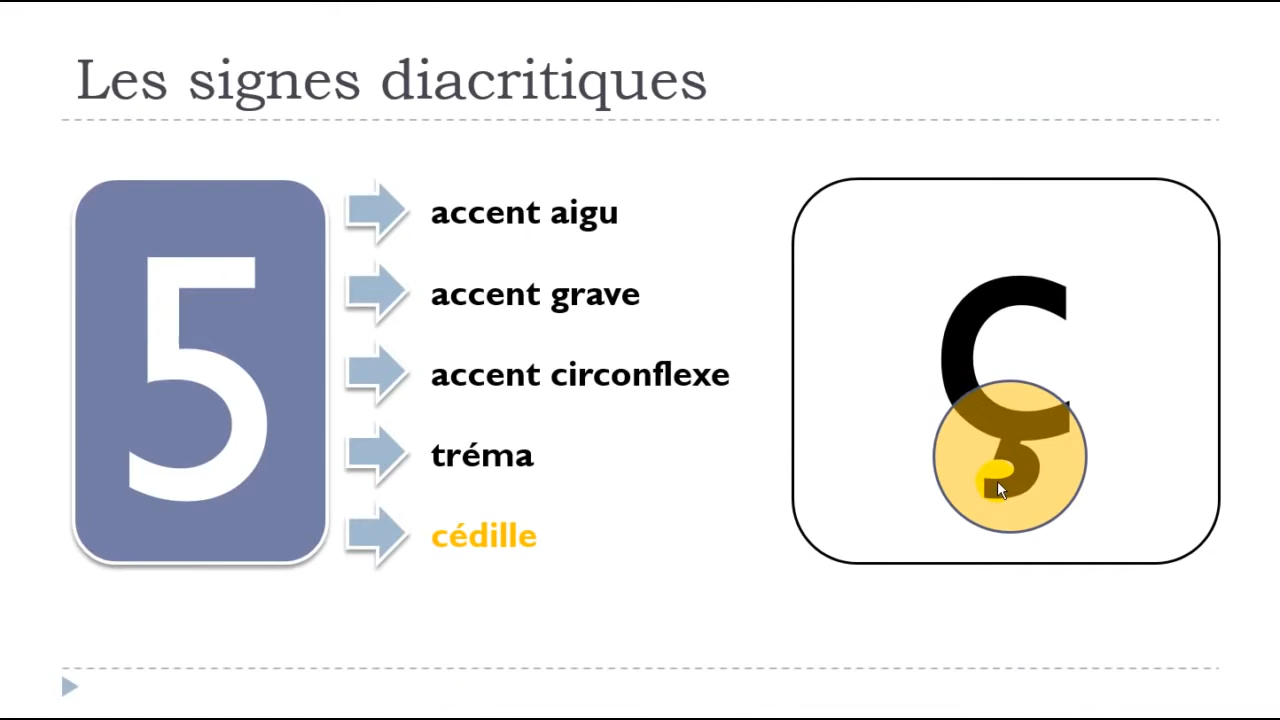 Les signes diacritiques
5
accent aigu
accent grave
accent circonflexe
tréma
cédille
ç